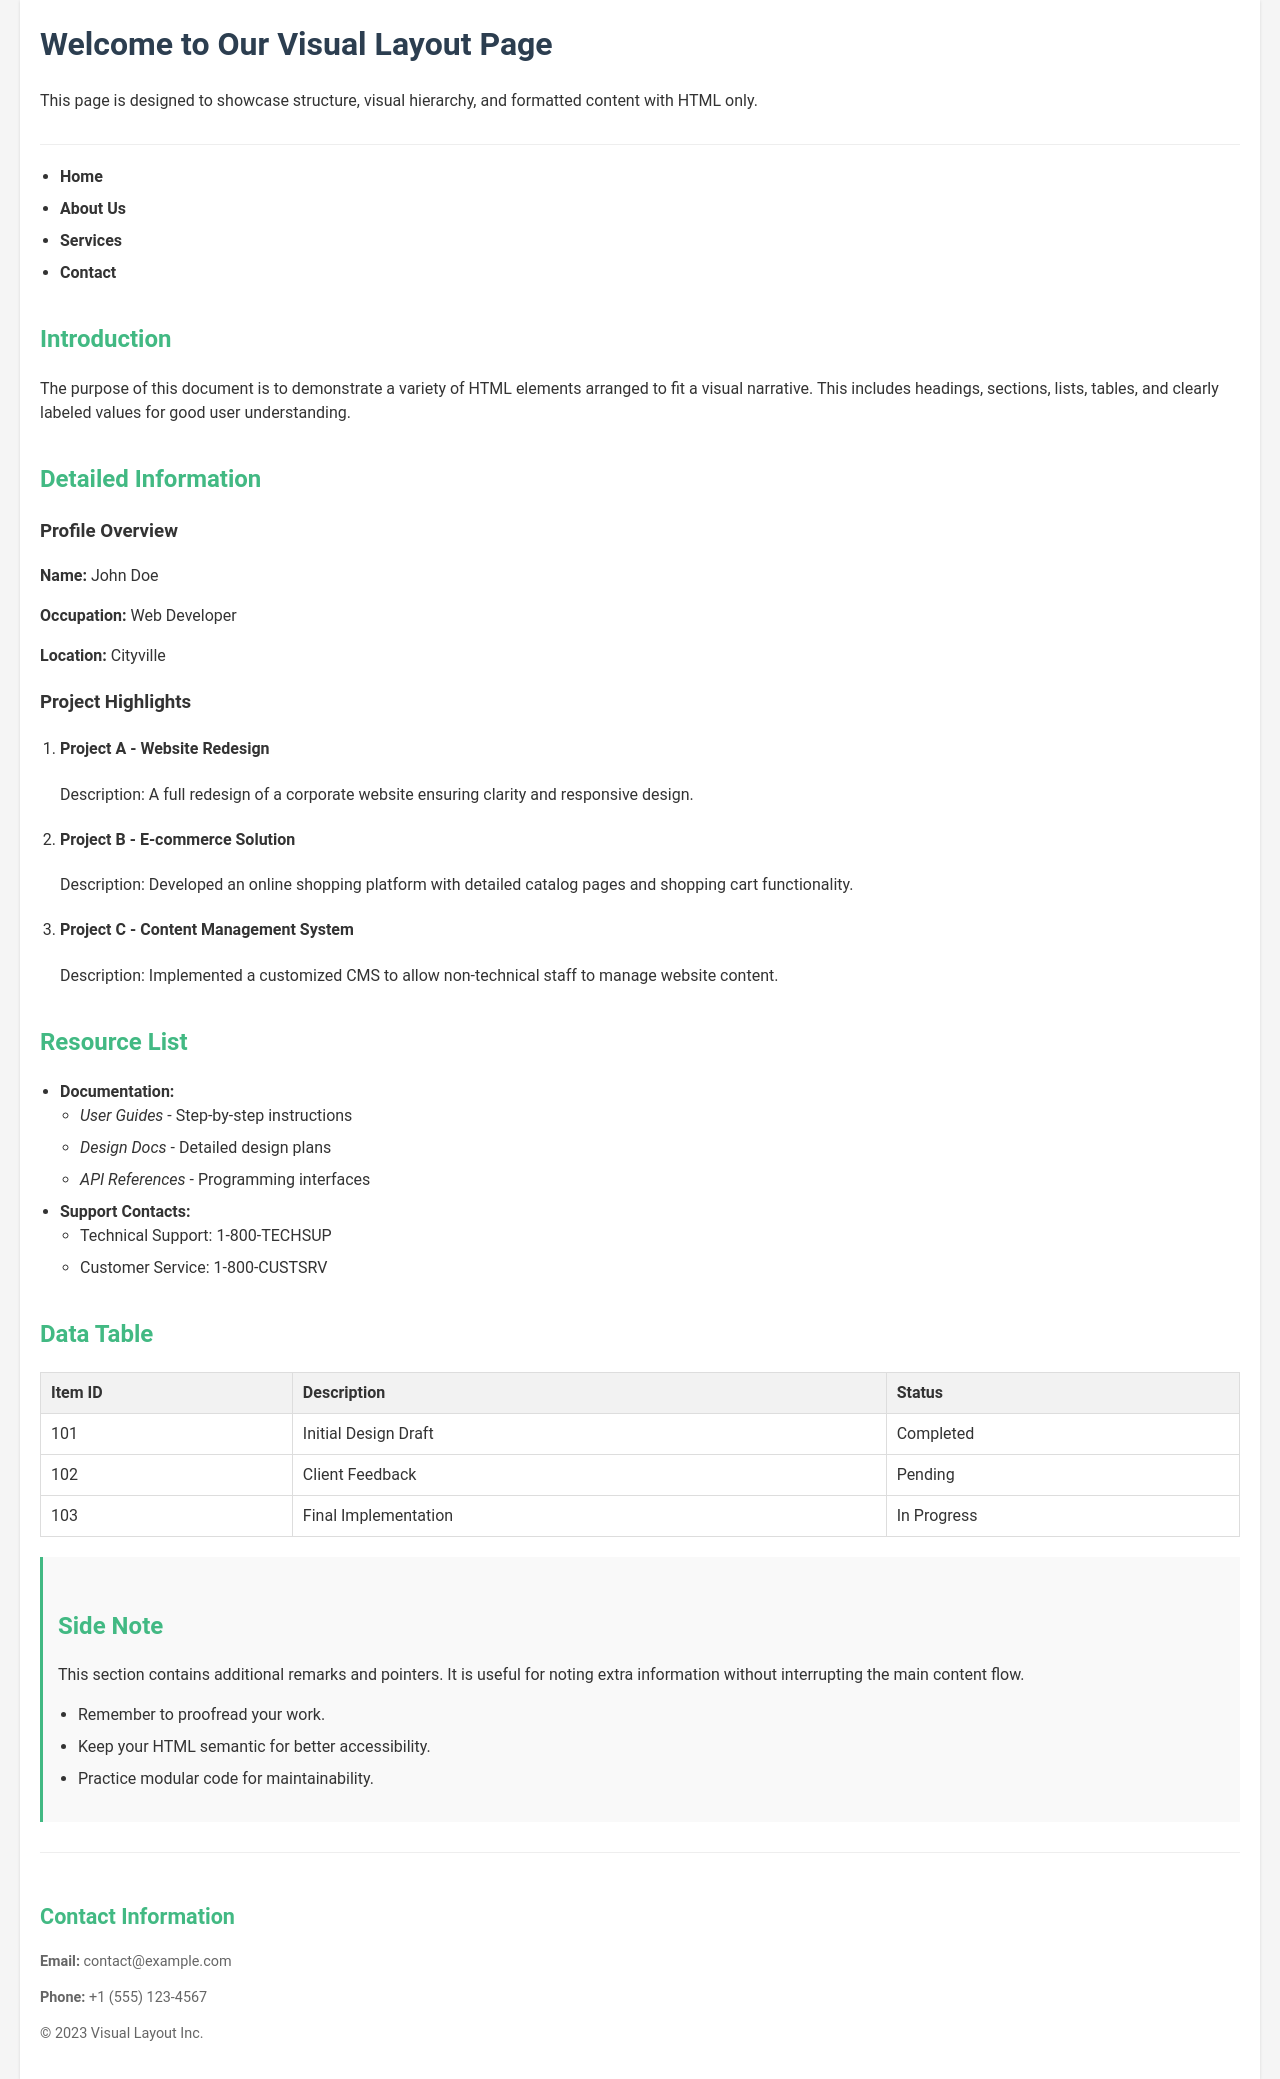 Welcome to Our Visual Layout Page
This page is designed to showcase structure, visual hierarchy, and formatted content with HTML only.
• Home
• About Us
• Services
• Contact
Introduction
The purpose of this document is to demonstrate a variety of HTML elements arranged to fit a visual narrative. This includes headings, sections, lists, tables, and clearly
labeled values for good user understanding.
Detailed Information
Profile Overview
Name: John Doe
Occupation: Web Developer
Location: Cityville
Project Highlights
1. Project A - Website Redesign
Description: A full redesign of a corporate website ensuring clarity and responsive design.
2. Project B - E-commerce Solution
Description: Developed an online shopping platform with detailed catalog pages and shopping cart functionality.
3. Project C - Content Management System
Description: Implemented a customized CMS to allow non-technical staff to manage website content.
Resource List
• Documentation:
◦ User Guides - Step-by-step instructions
◦ Design Docs - Detailed design plans
◦ API References - Programming interfaces
• Support Contacts:
◦ Technical Support: 1-800-TECHSUP
◦ Customer Service: 1-800-CUSTSRV
Data Table
Item ID Description Status
101 Initial Design Draft Completed
102 Client Feedback Pending
103 Final Implementation In Progress
Side Note
This section contains additional remarks and pointers. It is useful for noting extra information without interrupting the main content flow.
• Remember to proofread your work.
• Keep your HTML semantic for better accessibility.
• Practice modular code for maintainability.
Contact Information
Email: contact@example.com
Phone: +1 (555) 123-4567
© 2023 Visual Layout Inc.